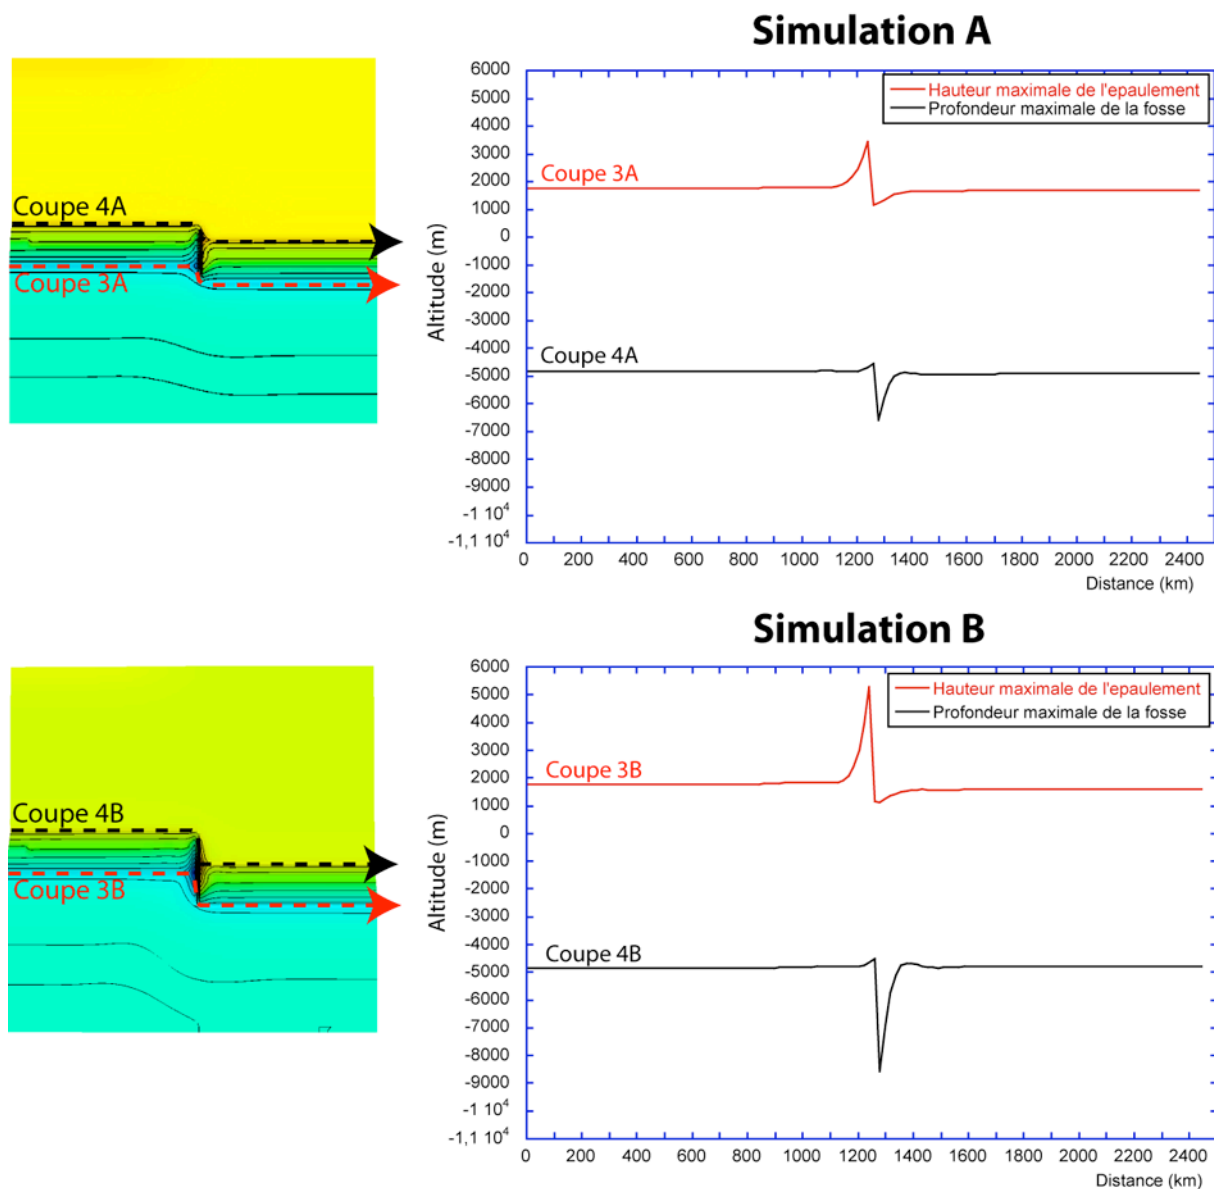 Simulation A
Coupe 4A
Coupe 3A
6000
5000
4000
3000
2000
1000
0
-1000
-2000
-3000
-4000
-5000
-6000
-7000
-8000
-9000
-1 10⁴
-1,1 10⁴
Altitude (m)
Hauteur maximale de l'epaulement
Profondeur maximale de la fosse
Coupe 3A
Coupe 4A
0 200 400 600 800 1000 1200 1400 1600 1800 2000 2200 2400
Distance (km)
Simulation B
Coupe 4B
Coupe 3B
6000
5000
4000
3000
2000
1000
0
-1000
-2000
-3000
-4000
-5000
-6000
-7000
-8000
-9000
-1 10⁴
-1,1 10⁴
Altitude (m)
Hauteur maximale de l'epaulement
Profondeur maximale de la fosse
Coupe 3B
Coupe 4B
0 200 400 600 800 1000 1200 1400 1600 1800 2000 2200 2400
Distance (km)